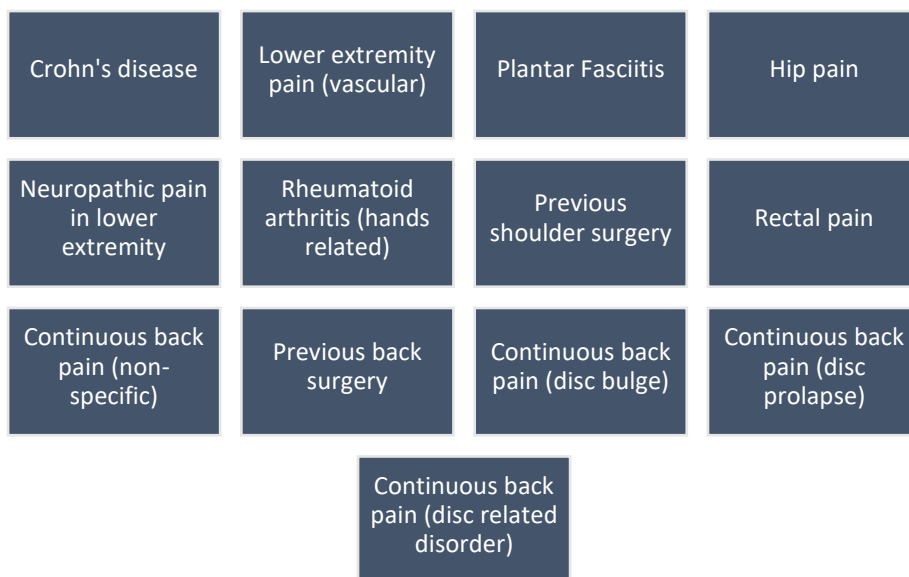 Crohn's disease
Lower extremity
pain (vascular)
Plantar Fasciitis
Hip pain
Neuropathic pain
in lower
extremity
Rheumatoid
arthritis (hands
related)
Previous
shoulder surgery
Rectal pain
Continuous back
pain (non-
specific)
Previous back
surgery
Continuous back
pain (disc bulge)
Continuous back
pain (disc
prolapse)
Continuous back
pain (disc related
disorder)